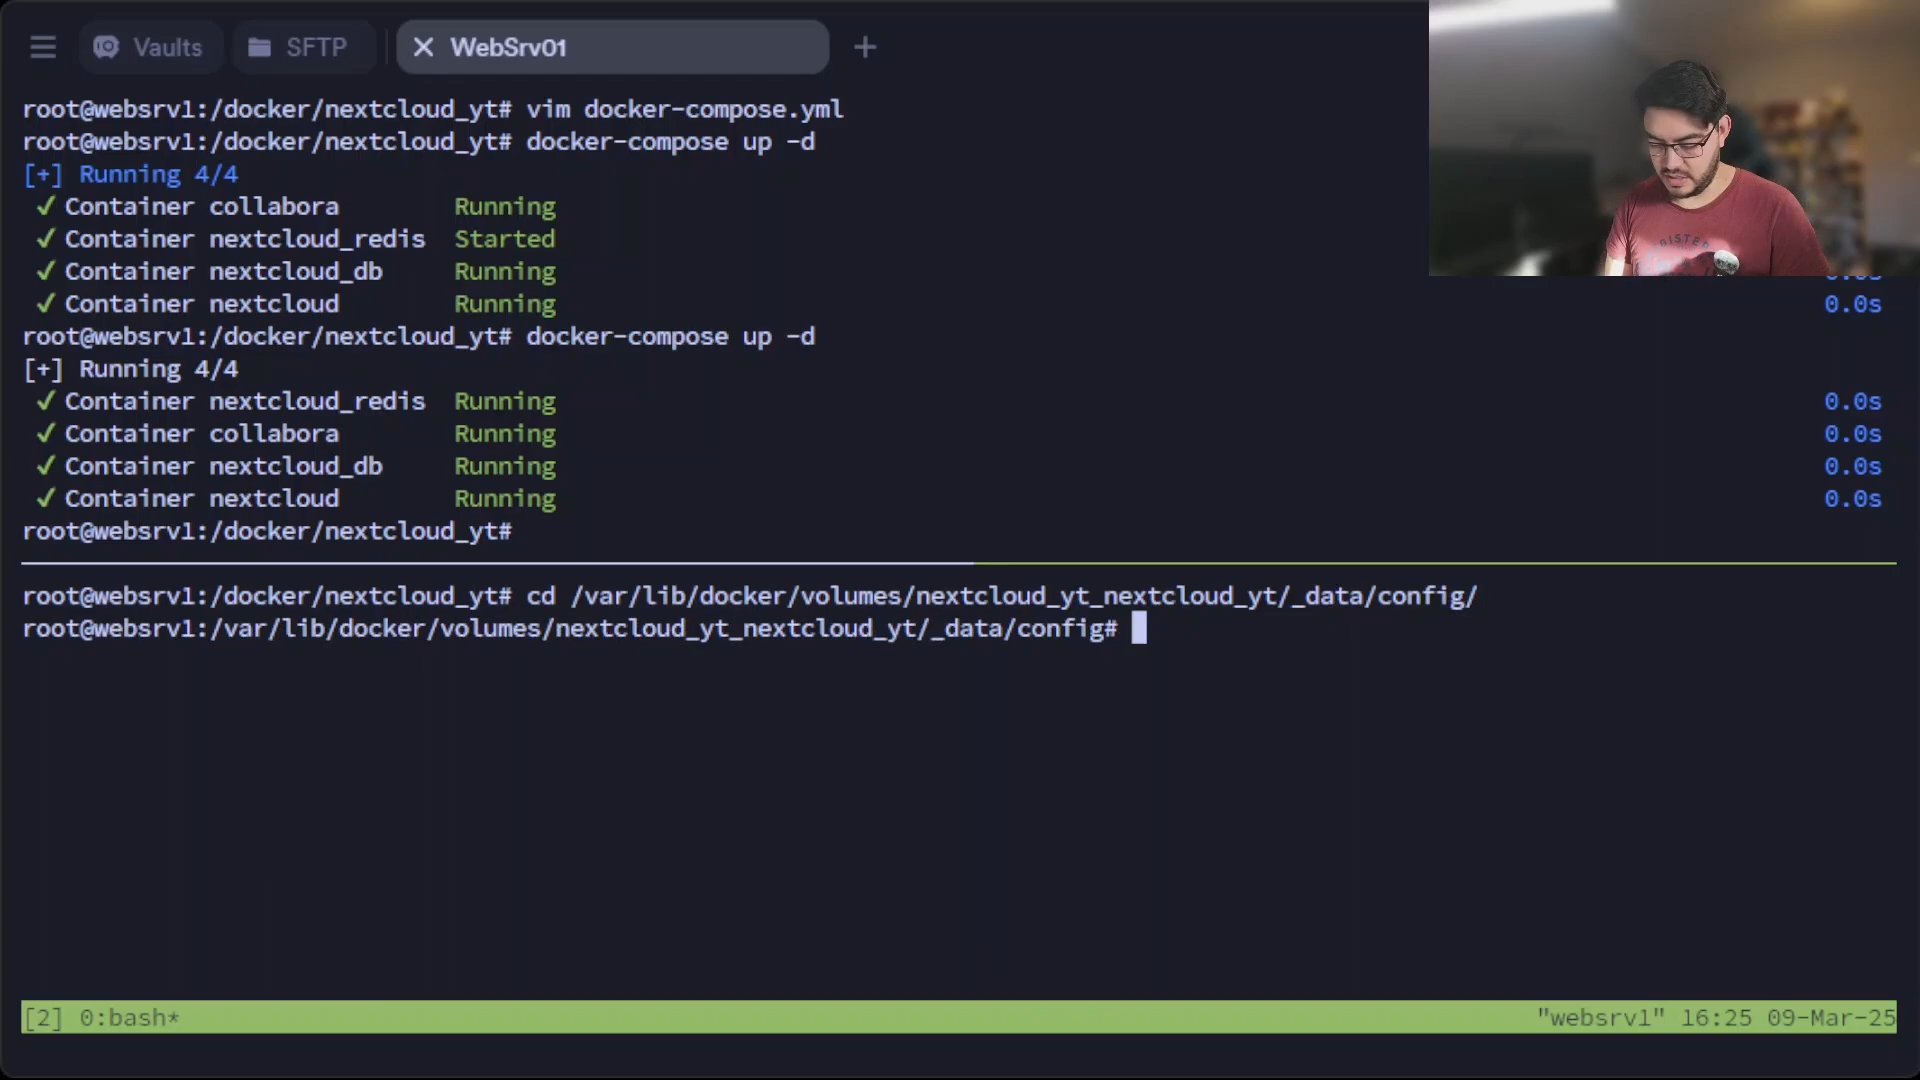 Vaults SFTP WebSrv01
root@websrv1:/docker/nextcloud_yt# vim docker-compose.yml
root@websrv1:/docker/nextcloud_yt# docker-compose up -d
[+] Running 4/4
✓ Container collabora Running
✓ Container nextcloud_redis Started
✓ Container nextcloud_db Running
✓ Container nextcloud Running 0.0s
root@websrv1:/docker/nextcloud_yt# docker-compose up -d
[+] Running 4/4
✓ Container nextcloud_redis Running 0.0s
✓ Container collabora Running 0.0s
✓ Container nextcloud_db Running 0.0s
✓ Container nextcloud Running 0.0s
root@websrv1:/docker/nextcloud_yt#
root@websrv1:/docker/nextcloud_yt# cd /var/lib/docker/volumes/nextcloud_yt_nextcloud_yt/_data/config/
root@websrv1:/var/lib/docker/volumes/nextcloud_yt_nextcloud_yt/_data/config#
[2] 0:bash* "websrv1" 16:25 09-Mar-25